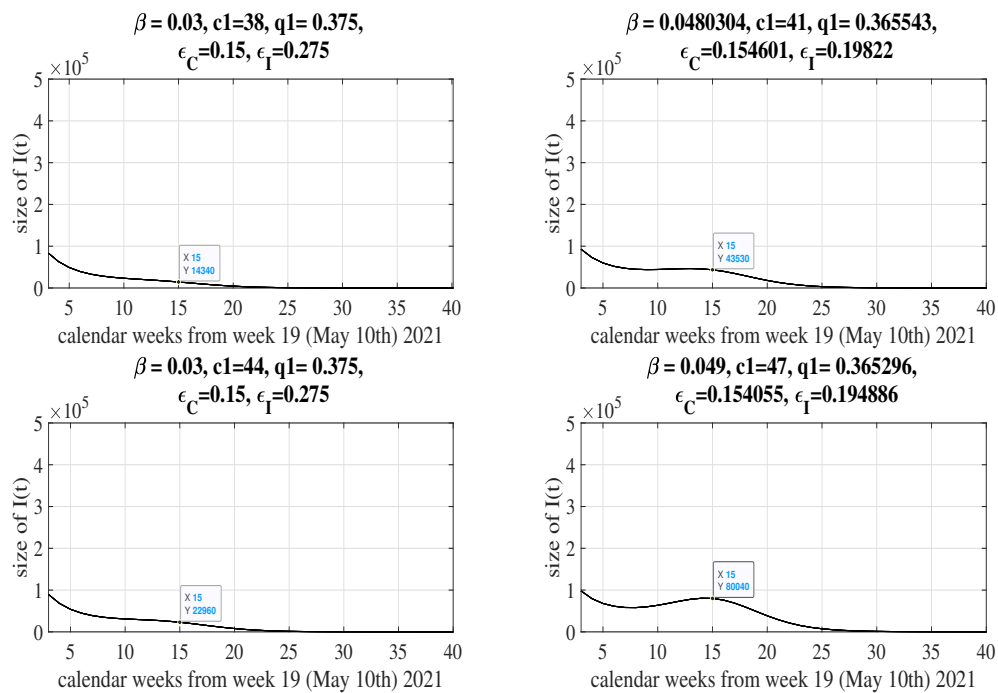 β = 0.03, c1=38, q1= 0.375,
ϵ_C=0.15, ϵ_I=0.275
×10^5
5
4
3
2
1
0
size of I(t)
X 15
Y 14340
5 10 15 20 25 30 35 40
calendar weeks from week 19 (May 10th) 2021
β = 0.0480304, c1=41, q1= 0.365543,
ϵ_C=0.154601, ϵ_I=0.19822
×10^5
5
4
3
2
1
0
size of I(t)
X 15
Y 43530
5 10 15 20 25 30 35 40
calendar weeks from week 19 (May 10th) 2021
β = 0.03, c1=44, q1= 0.375,
ϵ_C=0.15, ϵ_I=0.275
×10^5
5
4
3
2
1
0
size of I(t)
X 15
Y 22960
5 10 15 20 25 30 35 40
calendar weeks from week 19 (May 10th) 2021
β = 0.049, c1=47, q1= 0.365296,
ϵ_C=0.154055, ϵ_I=0.194886
×10^5
5
4
3
2
1
0
size of I(t)
X 15
Y 80040
5 10 15 20 25 30 35 40
calendar weeks from week 19 (May 10th) 2021